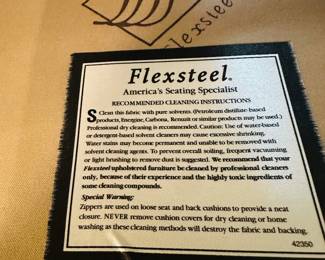 Flexsteel
Flexsteel®
America's Seating Specialist
RECOMMENDED CLEANING INSTRUCTIONS
S Clean this fabric with pure solvents. (Petroleum distillate-based
products, Energine, Carbona, Renuzit or similar products may be used.)
Professional dry cleaning is recommended. Caution: Use of water-based
or detergent-based solvent cleaners may cause excessive shrinking.
Water stains may become permanent and unable to be removed with
solvent cleaning agents. To prevent overall soiling, frequent vacuuming
or light brushing to remove dust is suggested. We recommend that your
Flexsteel upholstered furniture be cleaned by professional cleaners
only, because of their experience and the highly toxic ingredients of
some cleaning compounds.
Special Warning:
Zippers are used on loose seat and back cushions to provide a neat
closure. NEVER remove cushion covers for dry cleaning or home
washing as these cleaning methods will destroy the fabric and backing.
42350